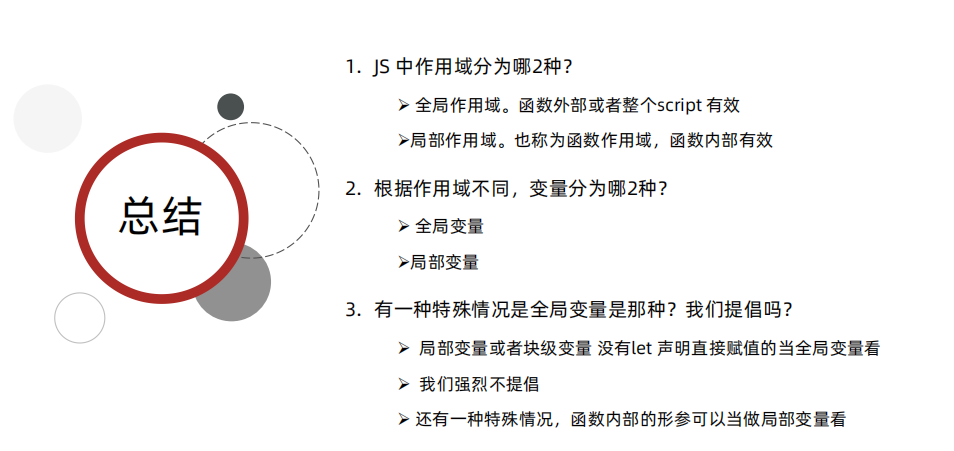 总结
1. JS 中作用域分为哪2种？
➢ 全局作用域。函数外部或者整个script 有效
➢局部作用域。也称为函数作用域，函数内部有效
2. 根据作用域不同，变量分为哪2种？
➢ 全局变量
➢局部变量
3. 有一种特殊情况是全局变量是那种？我们提倡吗？
➢ 局部变量或者块级变量 没有let 声明直接赋值的当全局变量看
➢ 我们强烈不提倡
➢ 还有一种特殊情况，函数内部的形参可以当做局部变量看